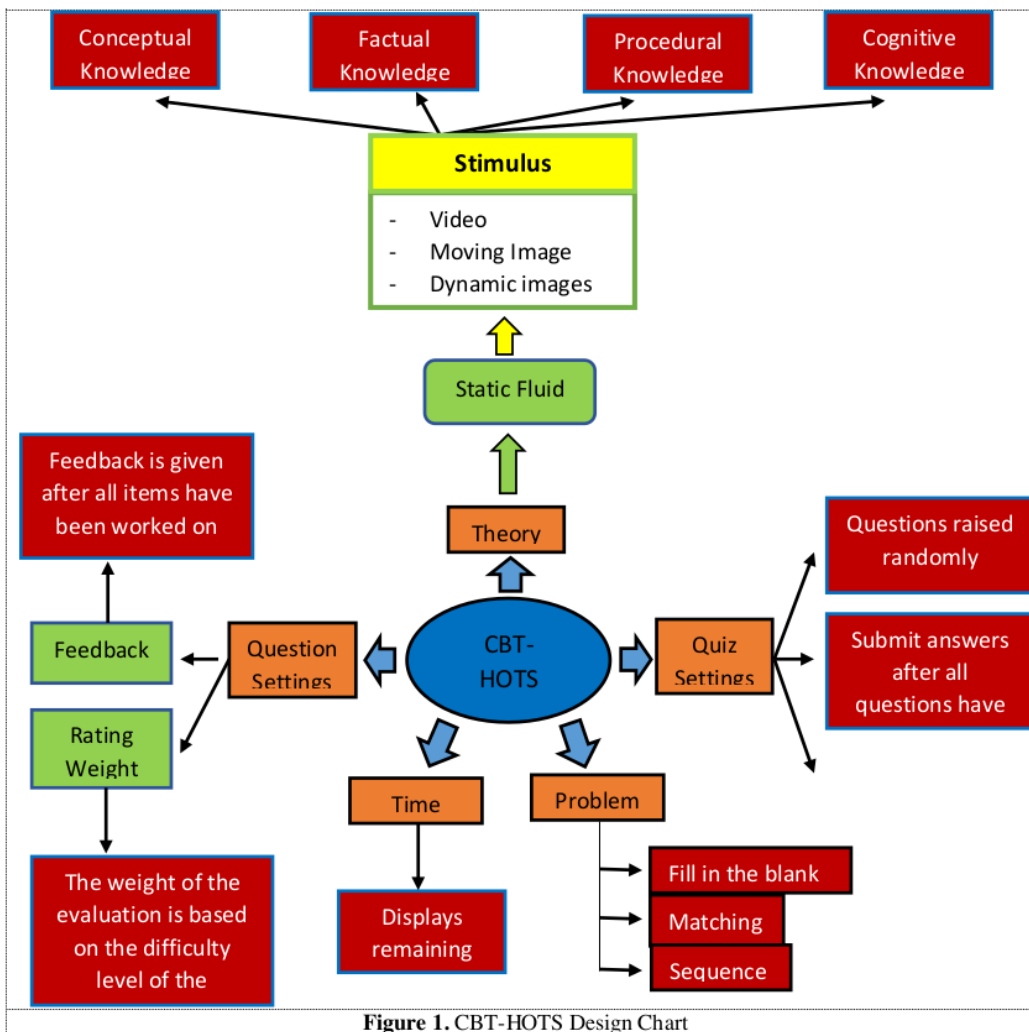 Conceptual
Knowledge
Factual
Knowledge
Procedural
Knowledge
Cognitive
Knowledge
Stimulus
- Video
- Moving Image
- Dynamic images
Static Fluid
Feedback is given
after all items have
been worked on
Theory
Questions raised
randomly
Feedback
Question
Settings
CBT-
HOTS
Quiz
Settings
Submit answers
after all
questions have
Rating
Weight
Time
Problem
The weight of the
evaluation is based
on the difficulty
level of the
Displays
remaining
Fill in the blank
Matching
Sequence
Figure 1. CBT-HOTS Design Chart